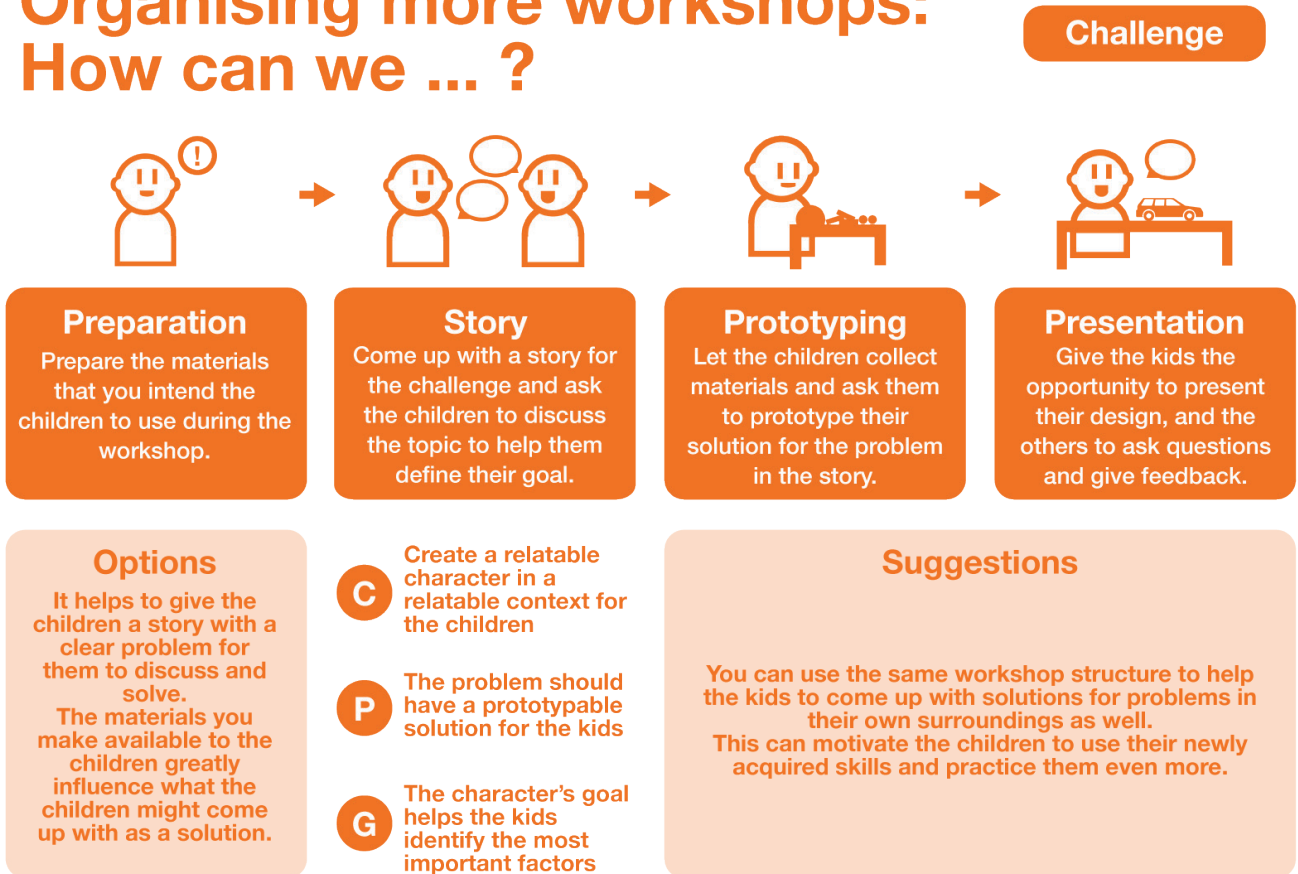 Organising more workshops:
How can we ... ?
Challenge
!
Preparation
Prepare the materials
that you intend the
children to use during the
workshop.
Story
Come up with a story for
the challenge and ask
the children to discuss
the topic to help them
define their goal.
Prototyping
Let the children collect
materials and ask them
to prototype their
solution for the problem
in the story.
Presentation
Give the kids the
opportunity to present
their design, and the
others to ask questions
and give feedback.
Options
It helps to give the
children a story with a
clear problem for
them to discuss and
solve.
The materials you
make available to the
children greatly
influence what the
children might come
up with as a solution.
C
Create a relatable
character in a
relatable context for
the children
P
The problem should
have a prototypable
solution for the kids
G
The character's goal
helps the kids
identify the most
important factors
Suggestions
You can use the same workshop structure to help
the kids to come up with solutions for problems in
their own surroundings as well.
This can motivate the children to use their newly
acquired skills and practice them even more.